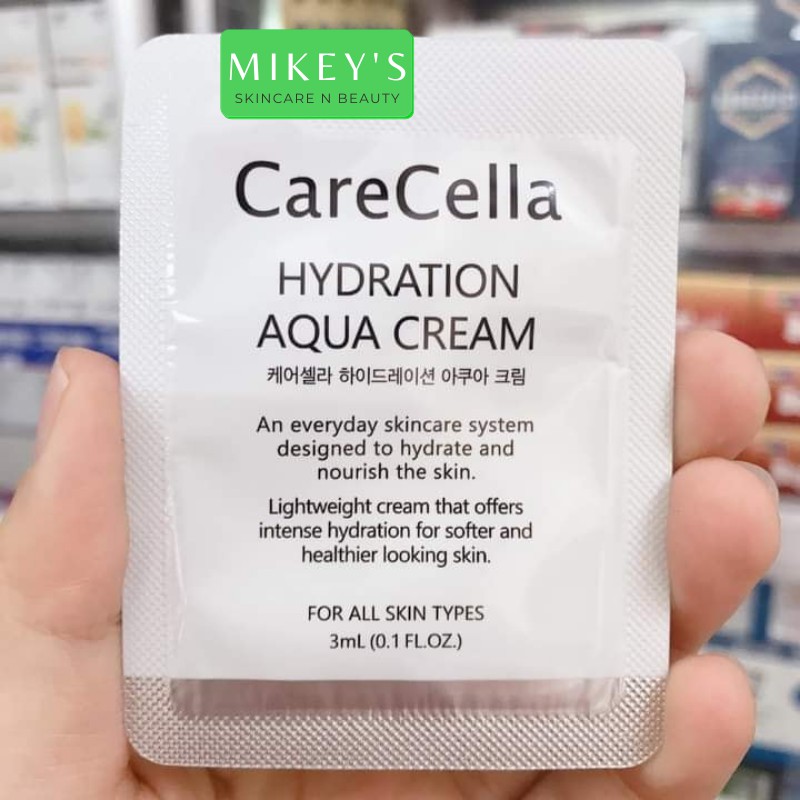 MIKEY'S
SKINCARE N BEAUTY
CareCella
HYDRATION
AQUA CREAM
케어셀라 하이드레이션 아쿠아 크림
An everyday skincare system
designed to hydrate and
nourish the skin.
Lightweight cream that offers
intense hydration for softer and
healthier looking skin.
FOR ALL SKIN TYPES
3mL (0.1 FL.OZ.)